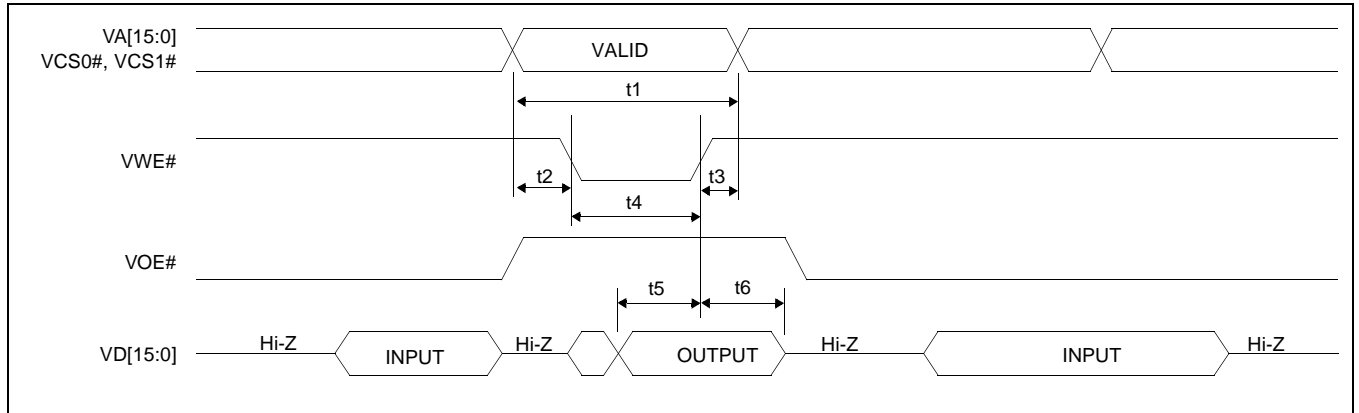 VA[15:0]
VCS0#, VCS1#
VALID
t1
VWE#
t2
t3
t4
VOE#
t5
t6
VD[15:0]
Hi-Z
INPUT
Hi-Z
OUTPUT
Hi-Z
INPUT
Hi-Z